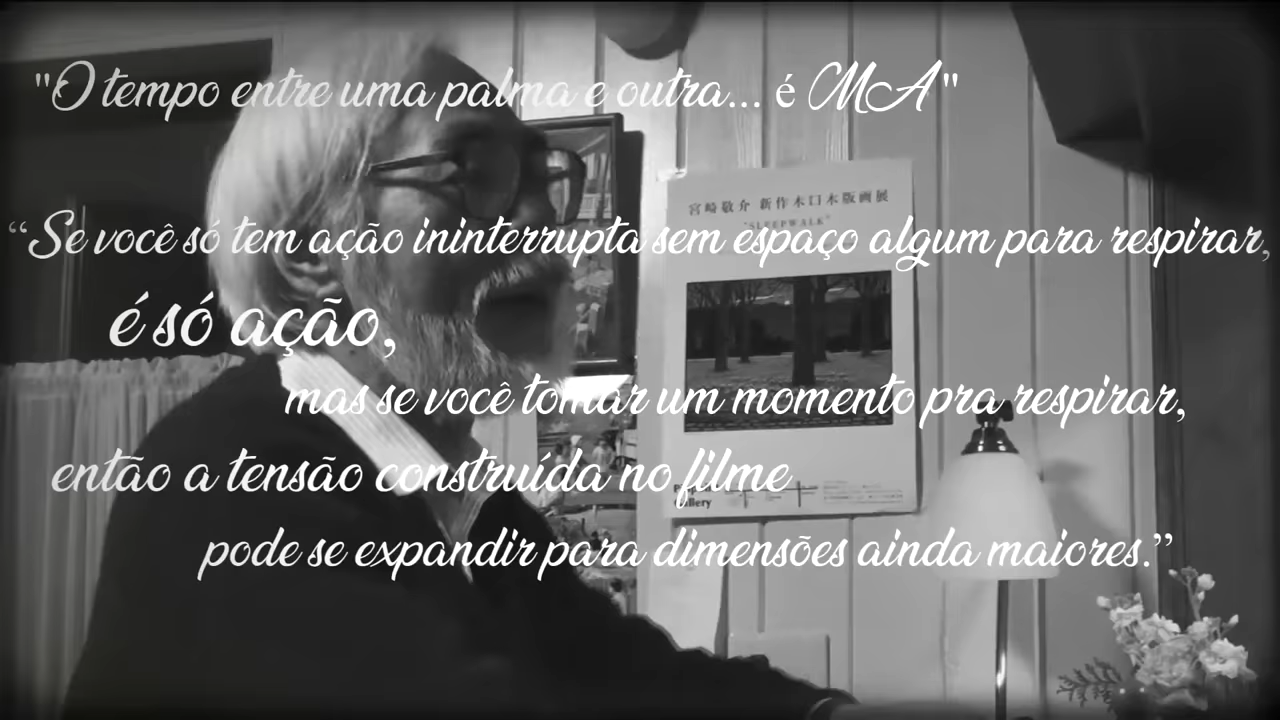 "O tempo entre uma palma e outra... é MA"
宮崎敬介 新作木口木版画展
"SLEEPWALK"
“Se você só tem ação ininterrupta sem espaço algum para respirar,
é só ação,
mas se você tomar um momento pra respirar,
então a tensão construída no filme
Gallery
pode se expandir para dimensões ainda maiores.”